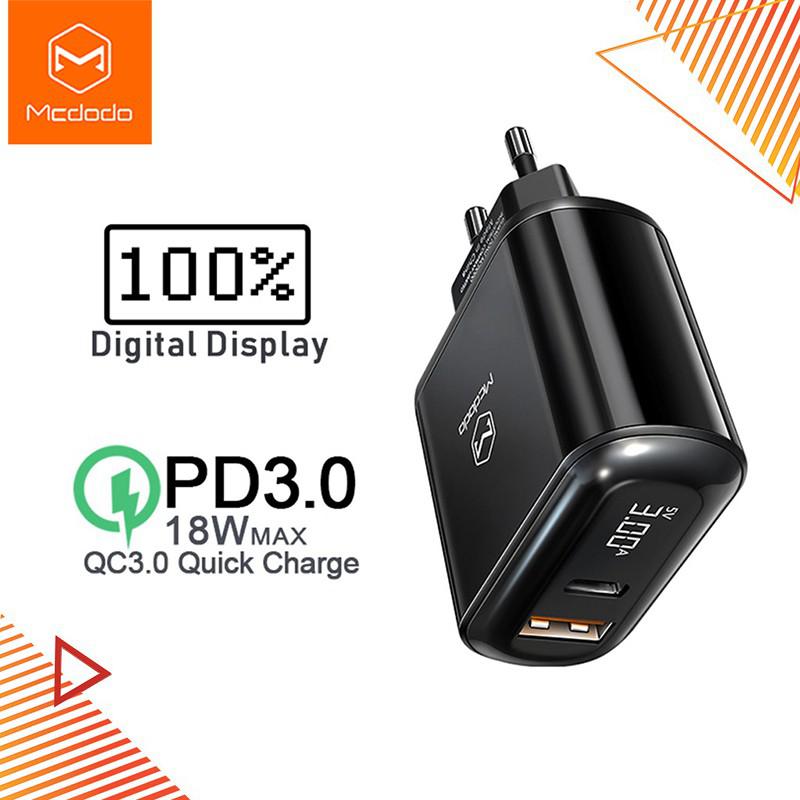 Mcdodo
100%
Digital Display
PD3.0
18WMAX
QC3.0 Quick Charge
Mcdodo
5V
3.00A